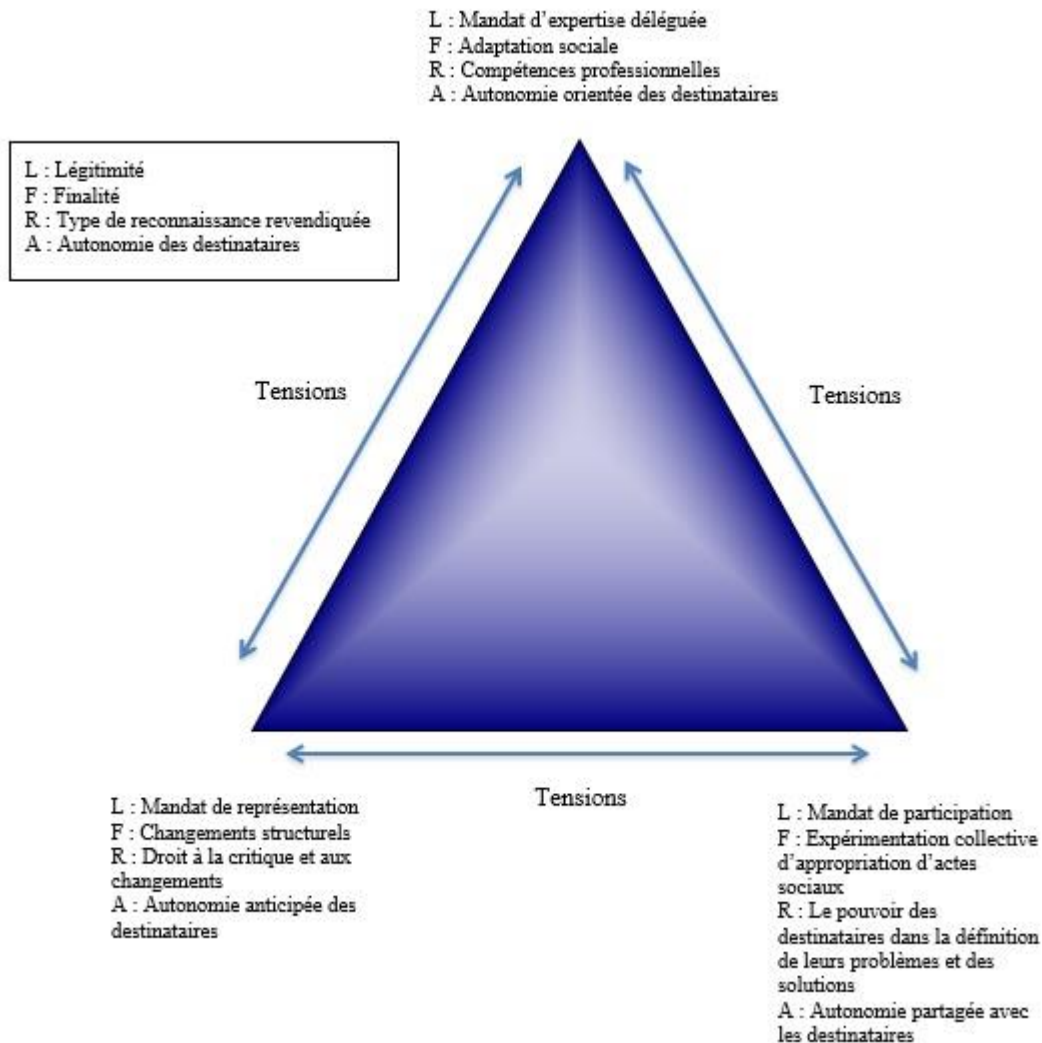 L : Mandat d’expertise déléguée
F : Adaptation sociale
R : Compétences professionnelles
A : Autonomie orientée des destinataires
L : Légitimité
F : Finalité
R : Type de reconnaissance revendiquée
A : Autonomie des destinataires
Tensions
Tensions
Tensions
L : Mandat de représentation
F : Changements structurels
R : Droit à la critique et aux
changements
A : Autonomie anticipée des
destinataires
L : Mandat de participation
F : Expérimentation collective
d’appropriation d’actes
sociaux
R : Le pouvoir des
destinataires dans la définition
de leurs problèmes et des
solutions
A : Autonomie partagée avec
les destinataires